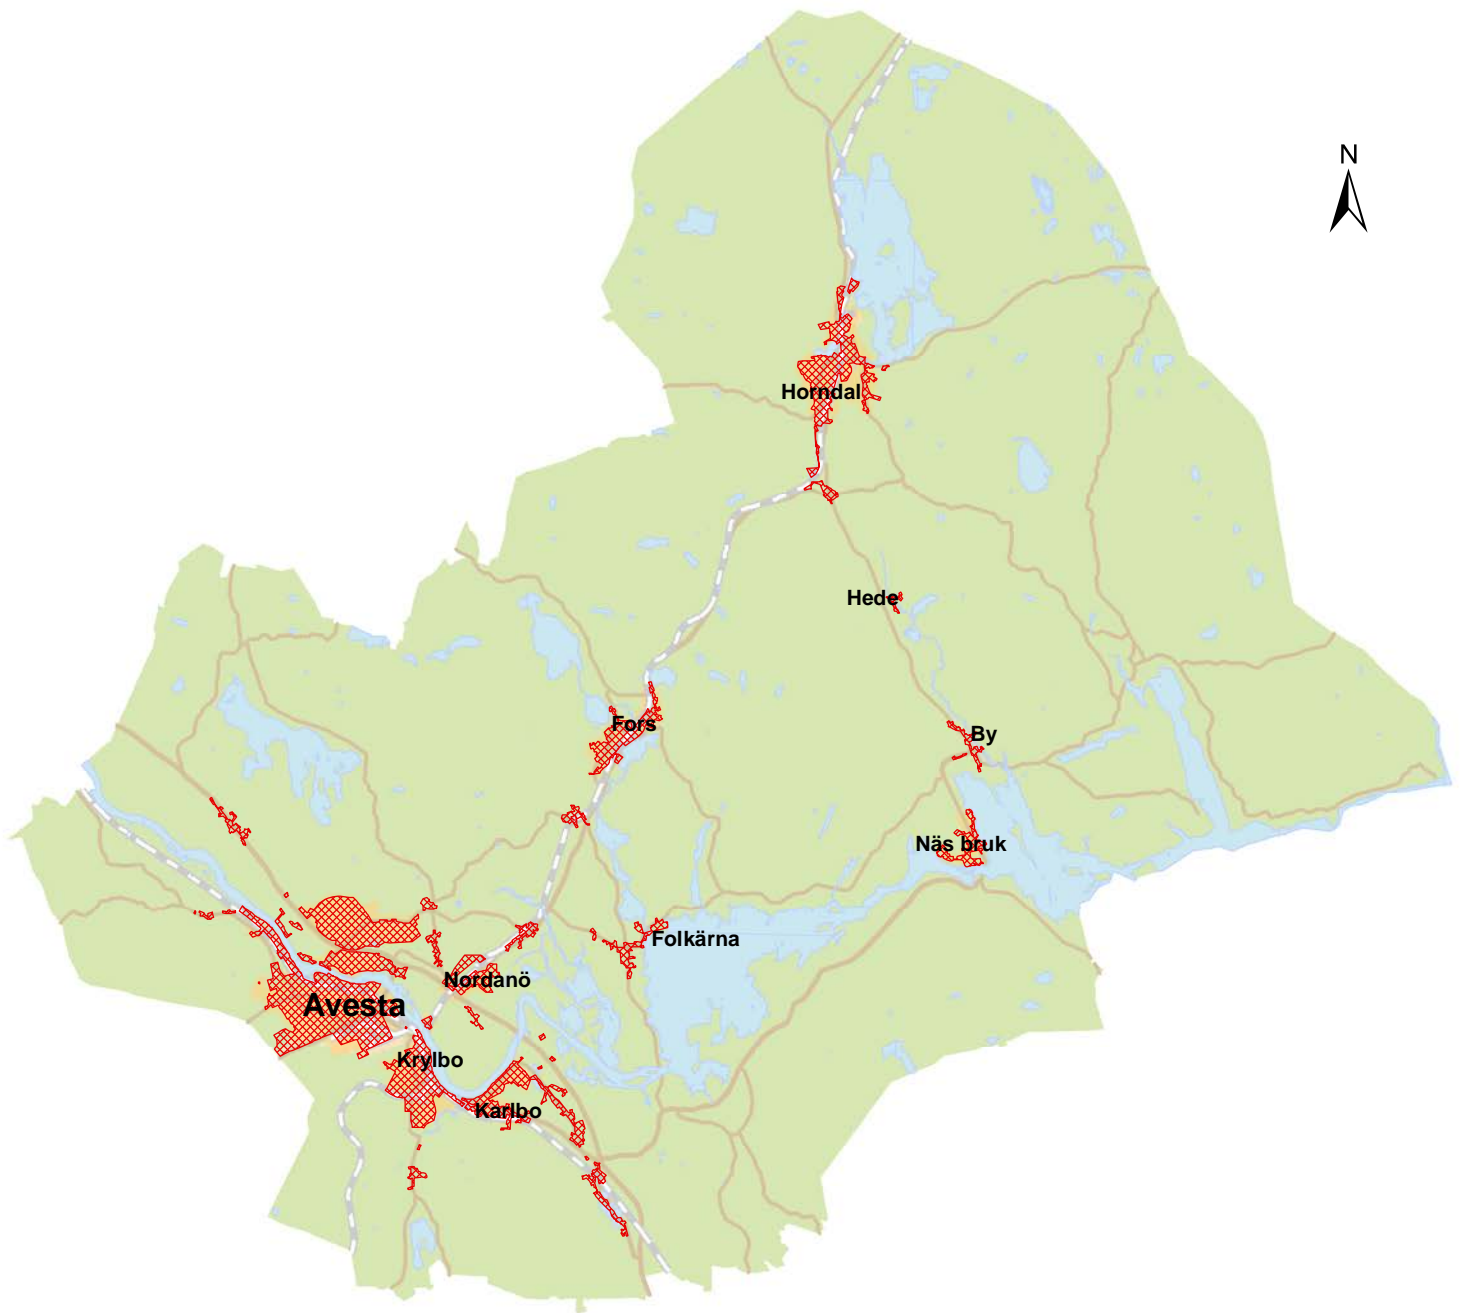 N
Horndal
Hede
Fors
By
Näs bruk
Folkärna
Nordanö
Avesta
Krylbo
Karlbo